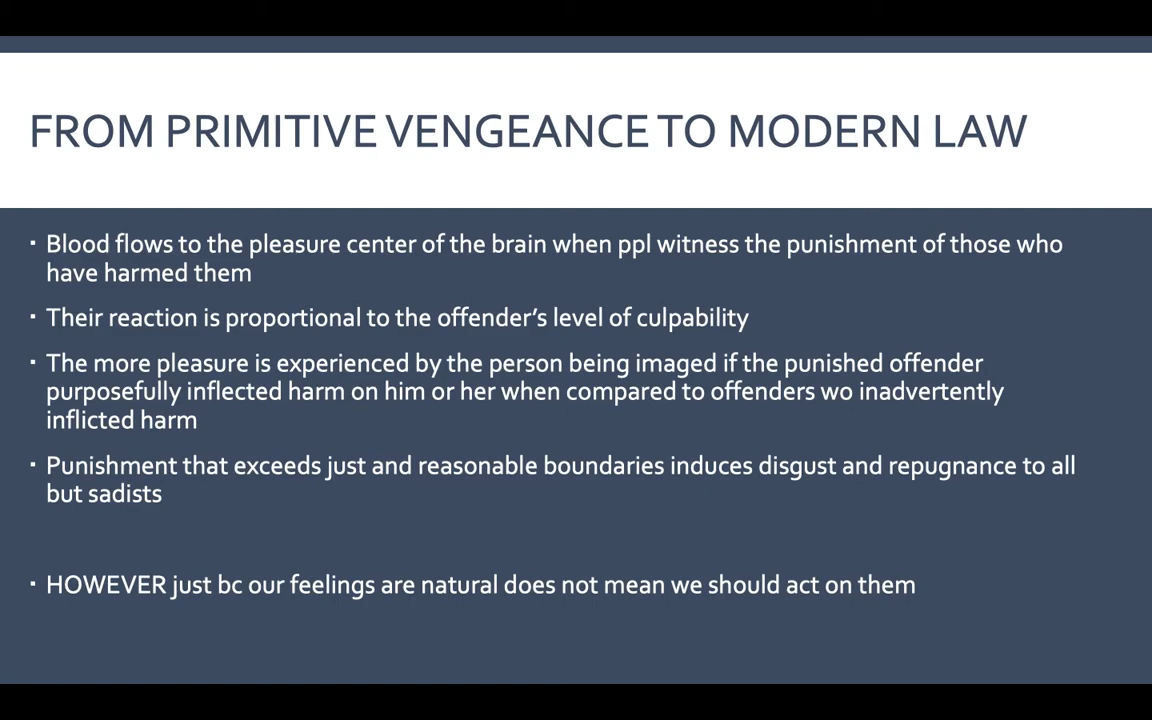 FROM PRIMITIVE VENGEANCE TO MODERN LAW
▪ Blood flows to the pleasure center of the brain when ppl witness the punishment of those who
have harmed them
▪ Their reaction is proportional to the offender’s level of culpability
▪ The more pleasure is experienced by the person being imaged if the punished offender
purposefully inflected harm on him or her when compared to offenders wo inadvertently
inflicted harm
▪ Punishment that exceeds just and reasonable boundaries induces disgust and repugnance to all
but sadists
▪ HOWEVER just bc our feelings are natural does not mean we should act on them